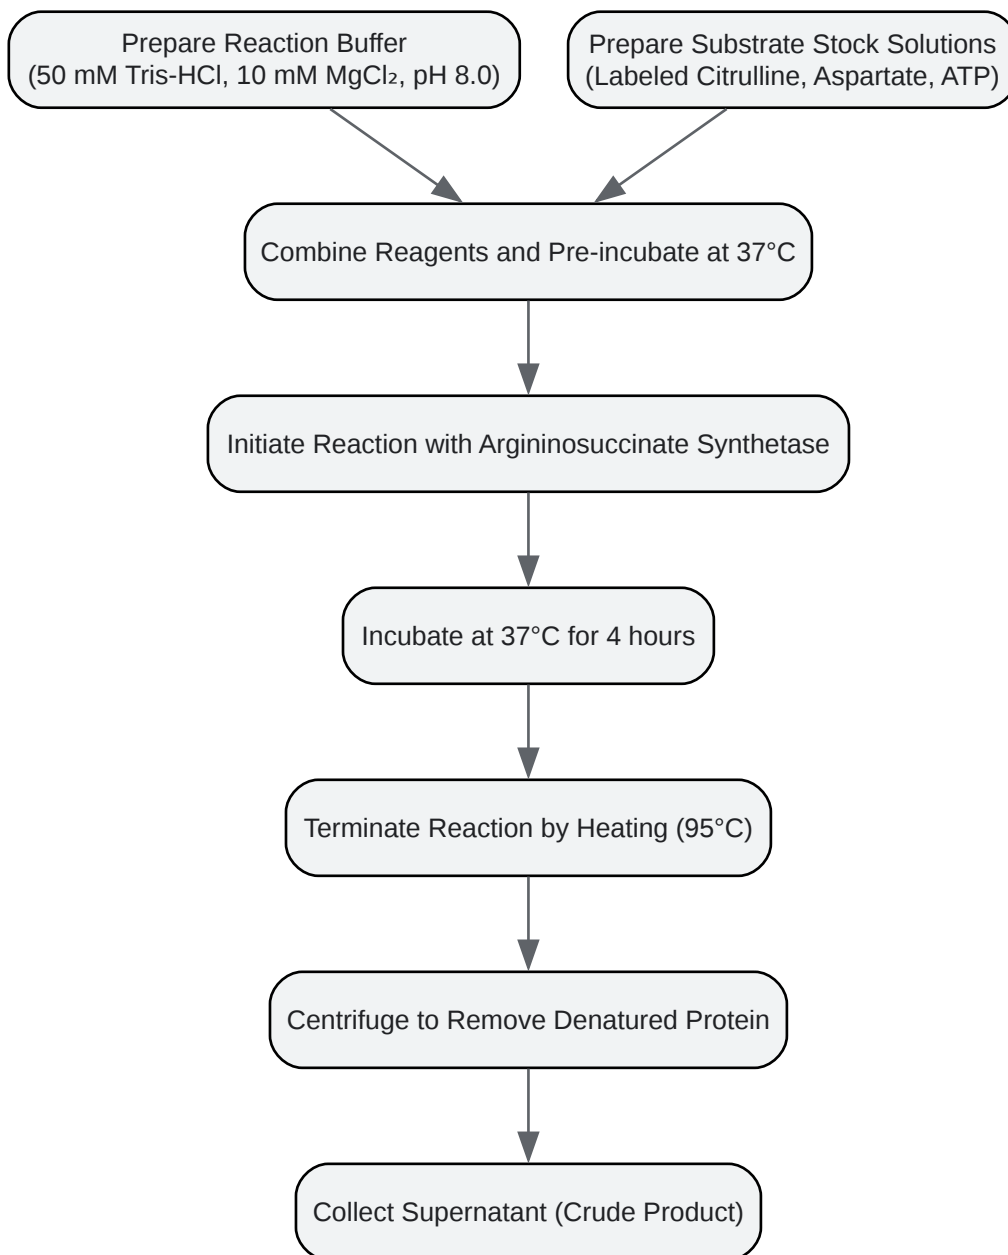 Prepare Reaction Buffer
(50 mM Tris-HCl, 10 mM MgCl₂, pH 8.0)
Prepare Substrate Stock Solutions
(Labeled Citrulline, Aspartate, ATP)
Combine Reagents and Pre-incubate at 37°C
Initiate Reaction with Argininosuccinate Synthetase
Incubate at 37°C for 4 hours
Terminate Reaction by Heating (95°C)
Centrifuge to Remove Denatured Protein
Collect Supernatant (Crude Product)